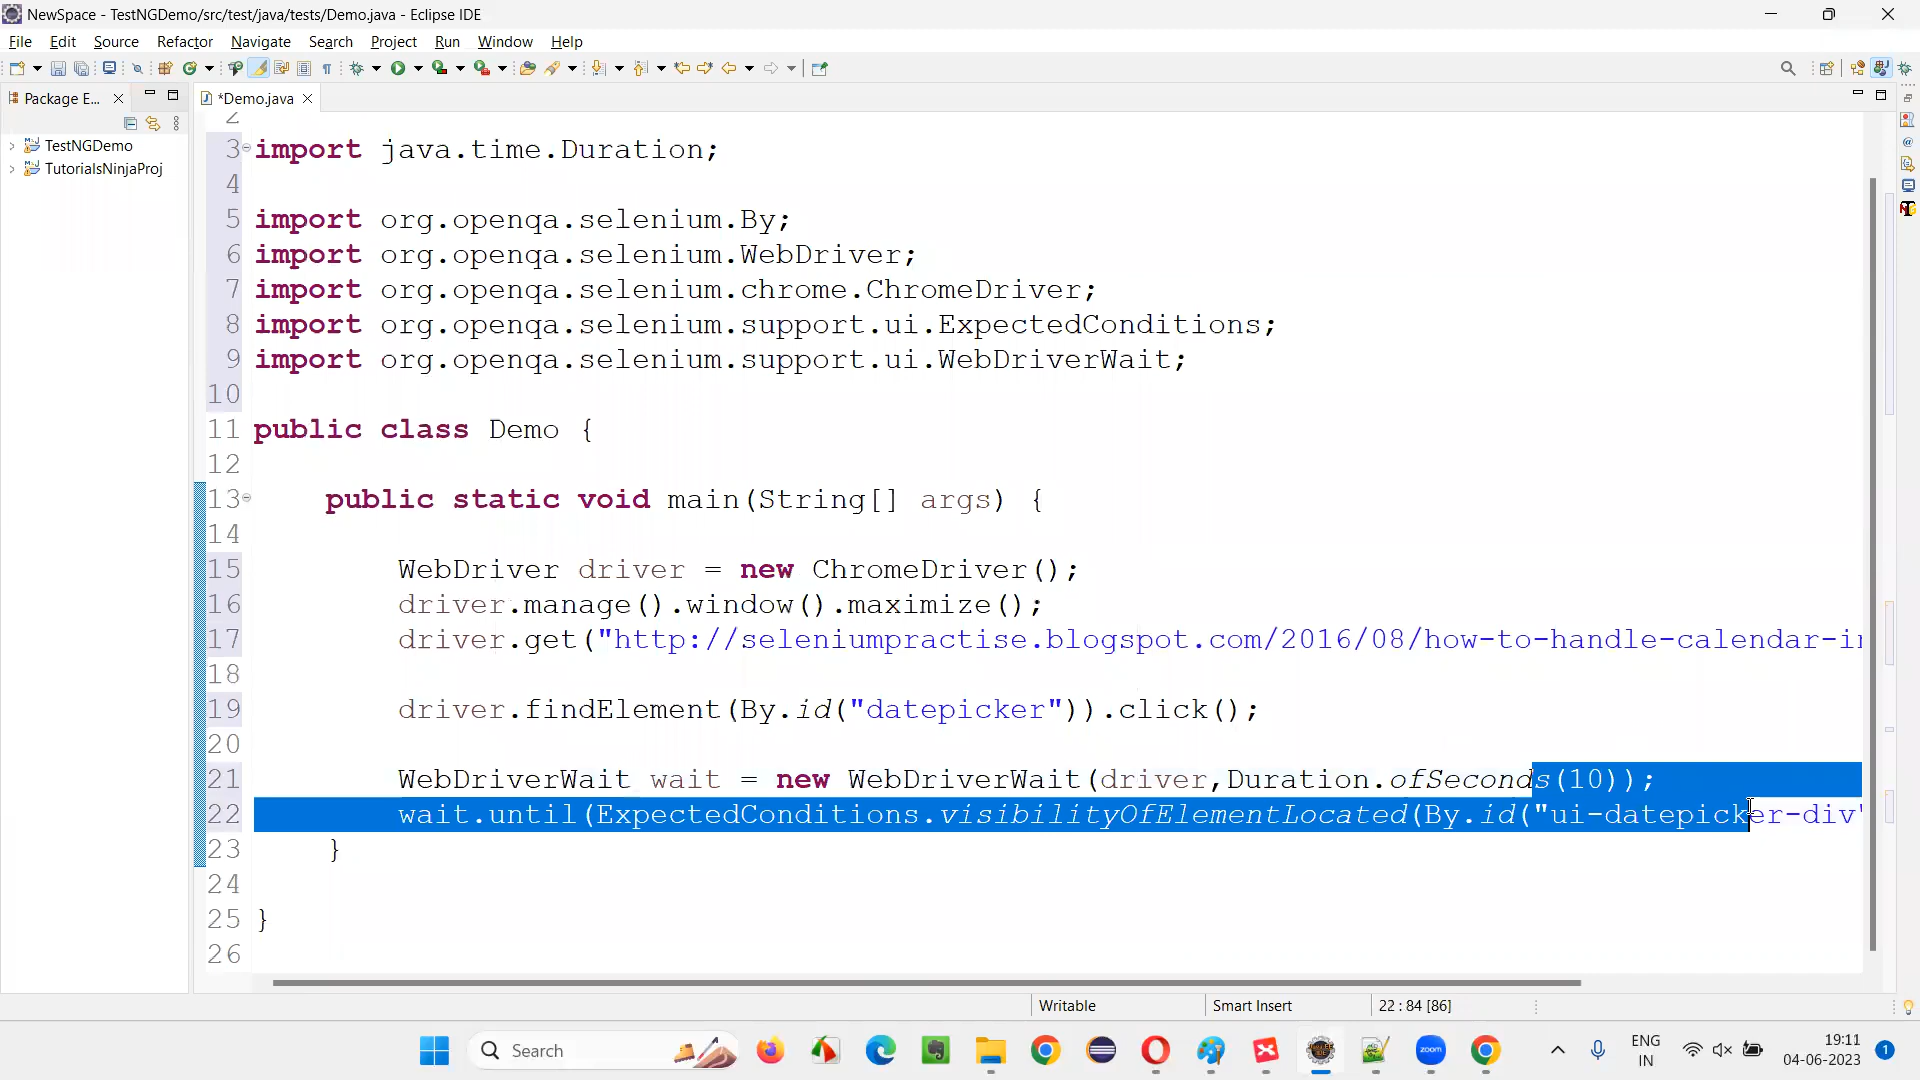 NewSpace - TestNGDemo/src/test/java/tests/Demo.java - Eclipse IDE
File Edit Source Refactor Navigate Search Project Run Window Help
Package E... *Demo.java
TestNGDemo
TutorialsNinjaProj
2
3 import java.time.Duration;
4
5 import org.openqa.selenium.By;
6 import org.openqa.selenium.WebDriver;
7 import org.openqa.selenium.chrome.ChromeDriver;
8 import org.openqa.selenium.support.ui.ExpectedConditions;
9 import org.openqa.selenium.support.ui.WebDriverWait;
10
11 public class Demo {
12
13 public static void main(String[] args) {
14
15 WebDriver driver = new ChromeDriver();
16 driver.manage().window().maximize();
17 driver.get("http://seleniumpractise.blogspot.com/2016/08/how-to-handle-calendar-in
18
19 driver.findElement(By.id("datepicker")).click();
20
21 WebDriverWait wait = new WebDriverWait(driver,Duration.ofSeconds(10));
22 wait.until(ExpectedConditions.visibilityOfElementLocated(By.id("ui-datepicker-div"
23 }
24
25 }
26
Writable Smart Insert 22 : 84 [86]
Search
zoom
ENG
IN
19:11
04-06-2023
1